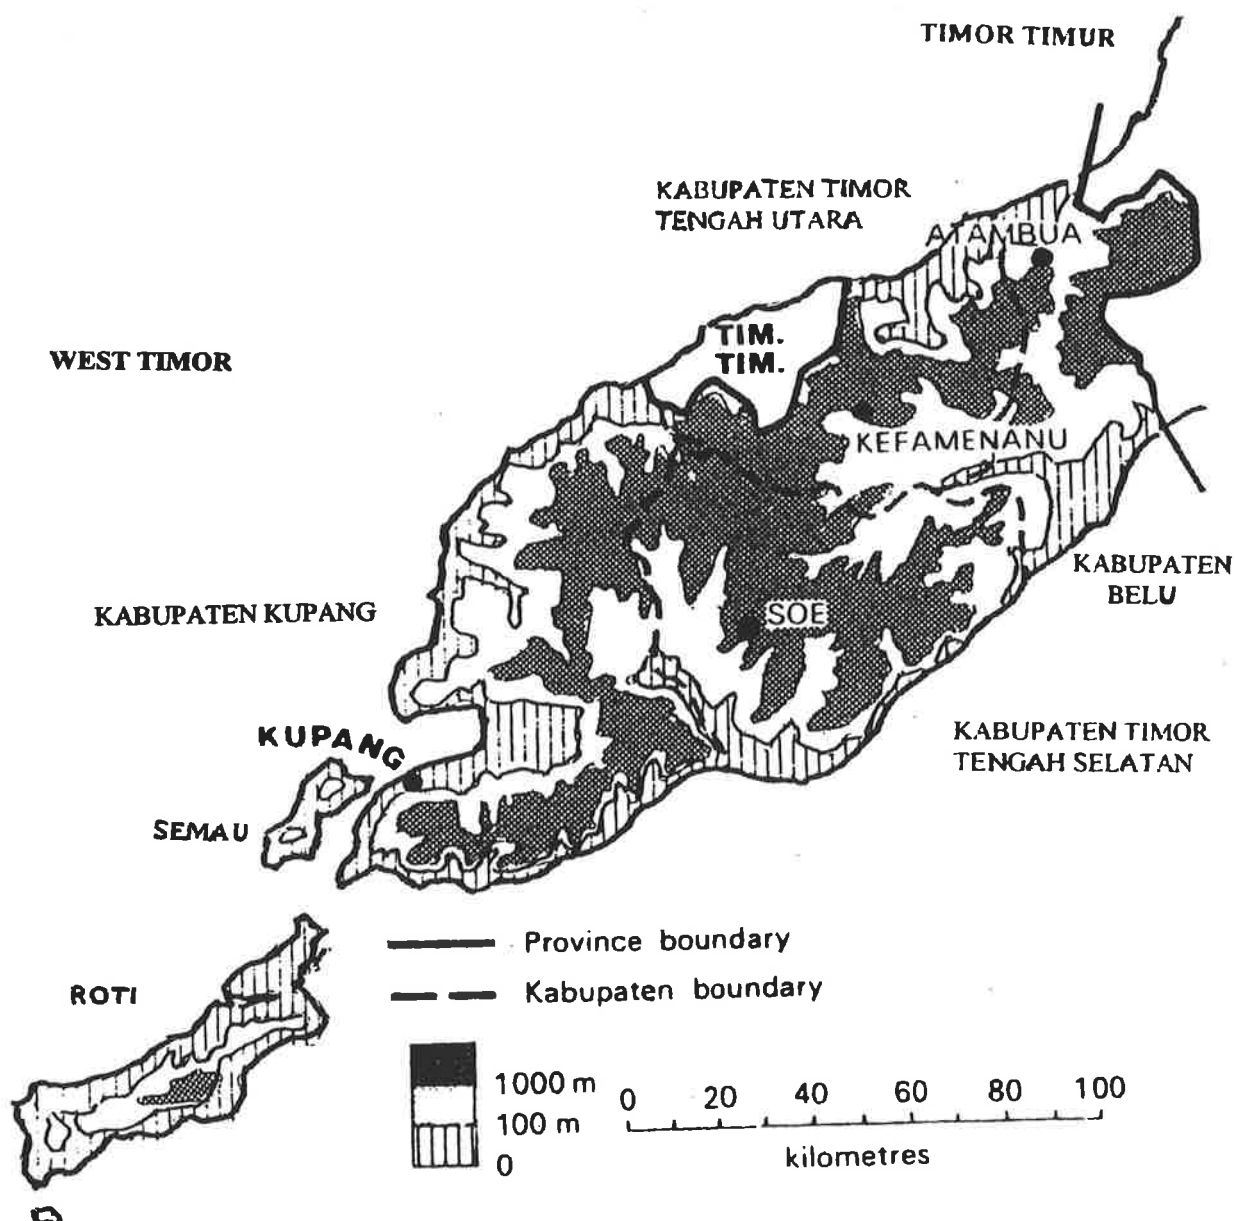 TIMOR TIMUR
KABUPATEN TIMOR
TENGAH UTARA
ATAMBUA
TIM.
TIM.
WEST TIMOR
KEFAMENANU
KABUPATEN
BELU
KABUPATEN KUPANG
SOE
KABUPATEN TIMOR
TENGAH SELATAN
KUPANG
SEMAU
ROTI
Province boundary
Kabupaten boundary
1000 m
100 m
0
0 20 40 60 80 100
kilometres